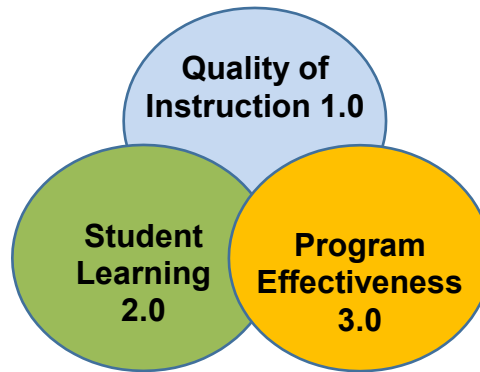 Quality of
Instruction 1.0
Student
Learning
2.0
Program
Effectiveness
3.0